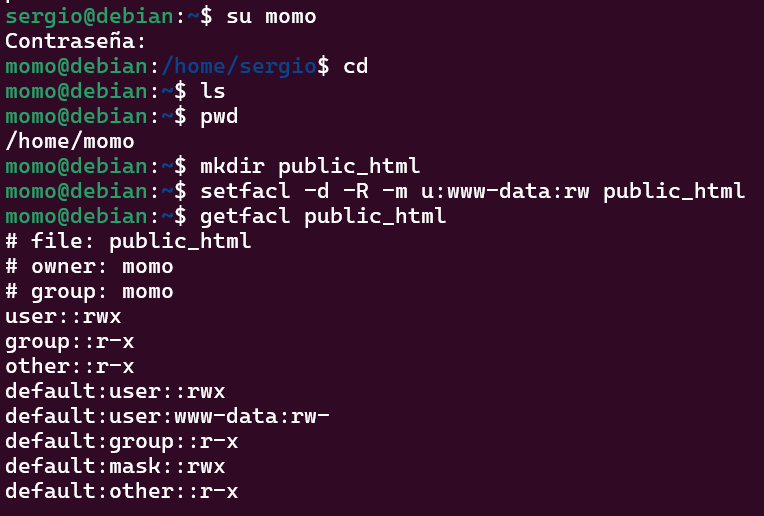 sergio@debian:~$ su momo
Contraseña:
momo@debian:/home/sergio$ cd
momo@debian:~$ ls
momo@debian:~$ pwd
/home/momo
momo@debian:~$ mkdir public_html
momo@debian:~$ setfacl -d -R -m u:www-data:rw public_html
momo@debian:~$ getfacl public_html
# file: public_html
# owner: momo
# group: momo
user::rwx
group::r-x
other::r-x
default:user::rwx
default:user:www-data:rw-
default:group::r-x
default:mask::rwx
default:other::r-x